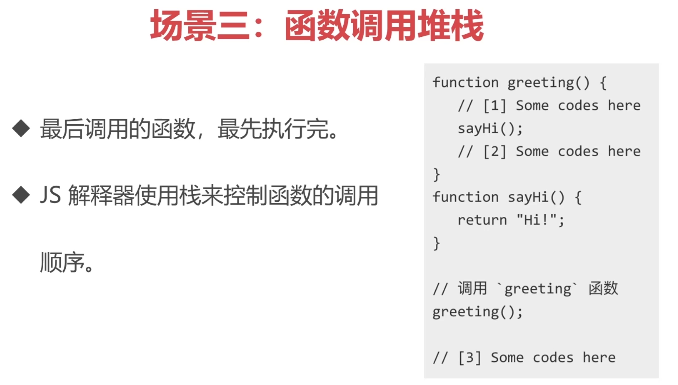 场景三：函数调用堆栈
◆ 最后调用的函数，最先执行完。
◆ JS 解释器使用栈来控制函数的调用
顺序。
function greeting() {
   // [1] Some codes here
   sayHi();
   // [2] Some codes here
}
function sayHi() {
   return "Hi!";
}

// 调用 `greeting` 函数
greeting();

// [3] Some codes here